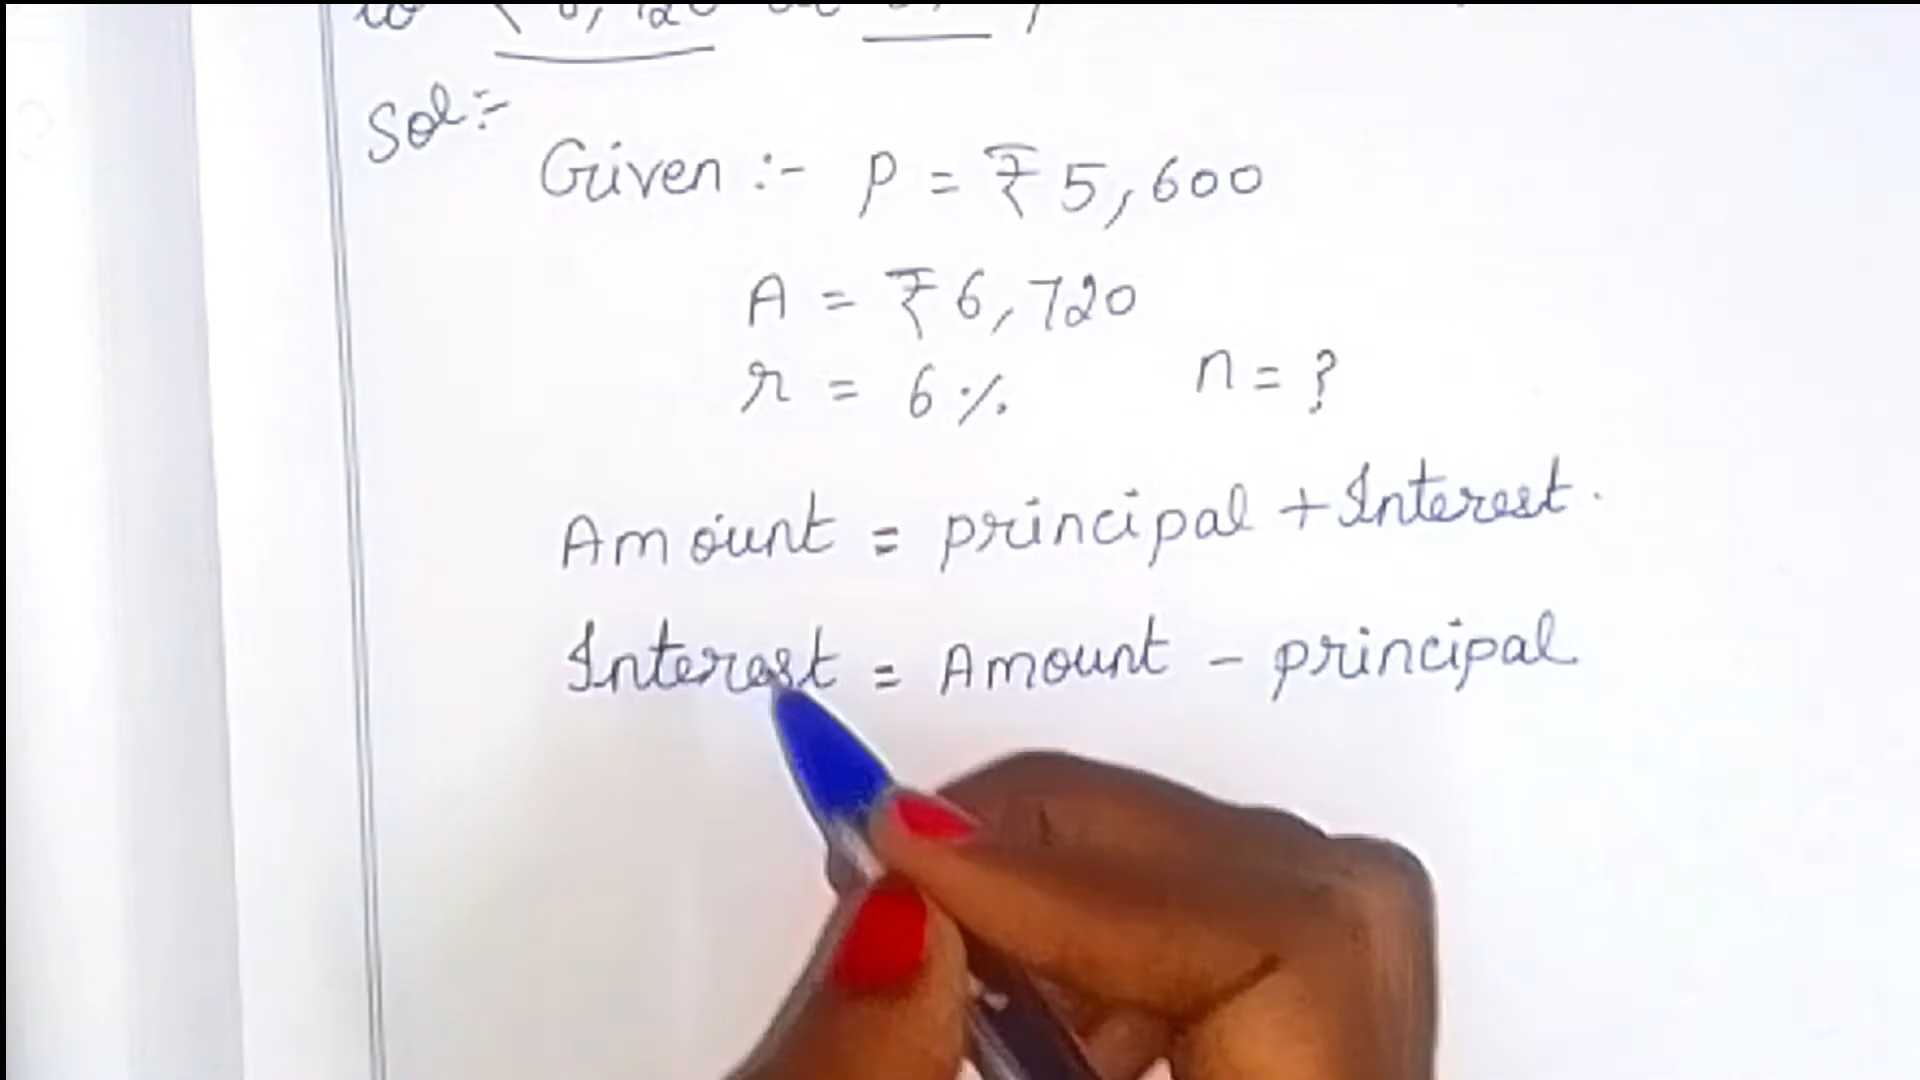 Sol:-
Given :- P = ₹ 5,600
A = ₹ 6,720
r = 6 %    n = ?
Amount = principal + Interest.
Interest = Amount - principal